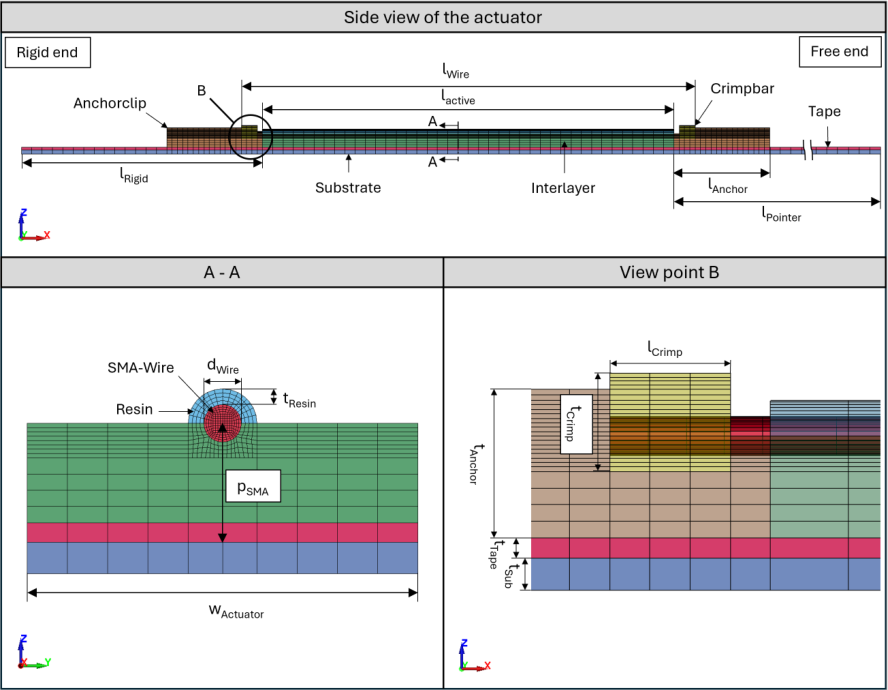 Side view of the actuator
Rigid end
Free end
lWire
B
lactive
Crimpbar
Anchorclip
A
Tape
A
lRigid
Substrate
Interlayer
lAnchor
lPointer
Z
Y
X
A - A
View point B
SMA-Wire
dWire
tResin
Resin
pSMA
wActuator
Z
X
Y
lCrimp
tCrimp
tAnchor
tTape
tSub
Z
Y
X